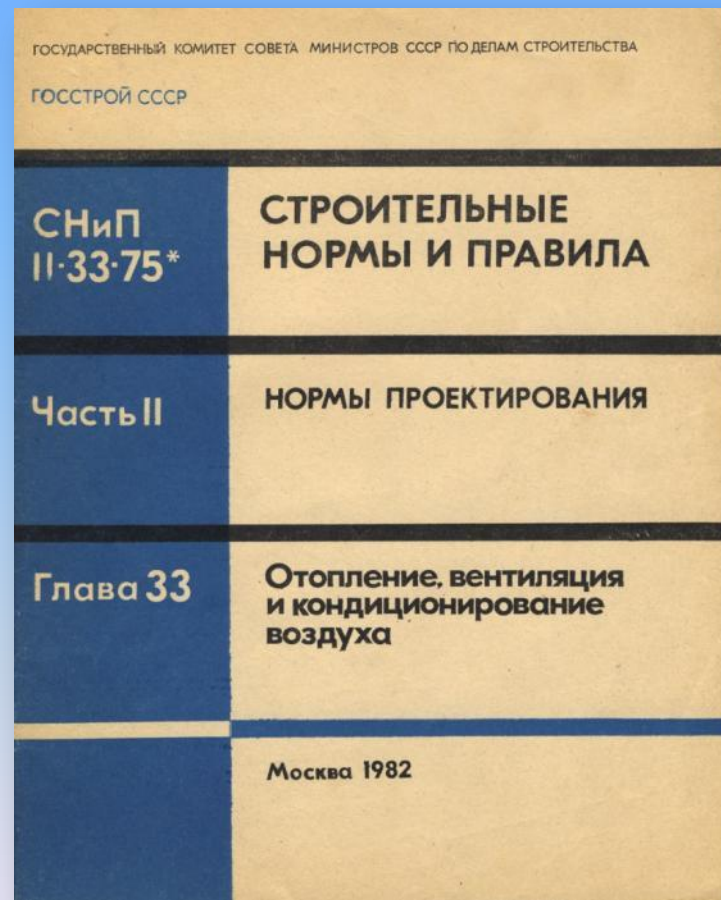 ГОСУДАРСТВЕННЫЙ КОМИТЕТ СОВЕТА МИНИСТРОВ СССР ПО ДЕЛАМ СТРОИТЕЛЬСТВА
ГОССТРОЙ СССР
СНиП
II-33-75*
СТРОИТЕЛЬНЫЕ
НОРМЫ И ПРАВИЛА
Часть II
НОРМЫ ПРОЕКТИРОВАНИЯ
Глава 33
Отопление, вентиляция
и кондиционирование
воздуха
Москва 1982